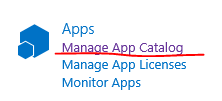 Apps
Manage App Catalog
Manage App Licenses
Monitor Apps